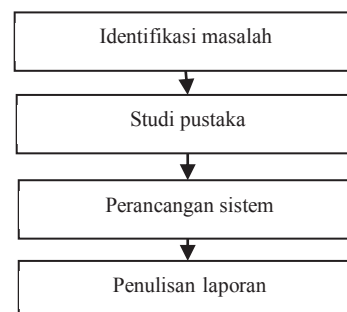 Identifikasi masalah
Studi pustaka
Perancangan sistem
Penulisan laporan